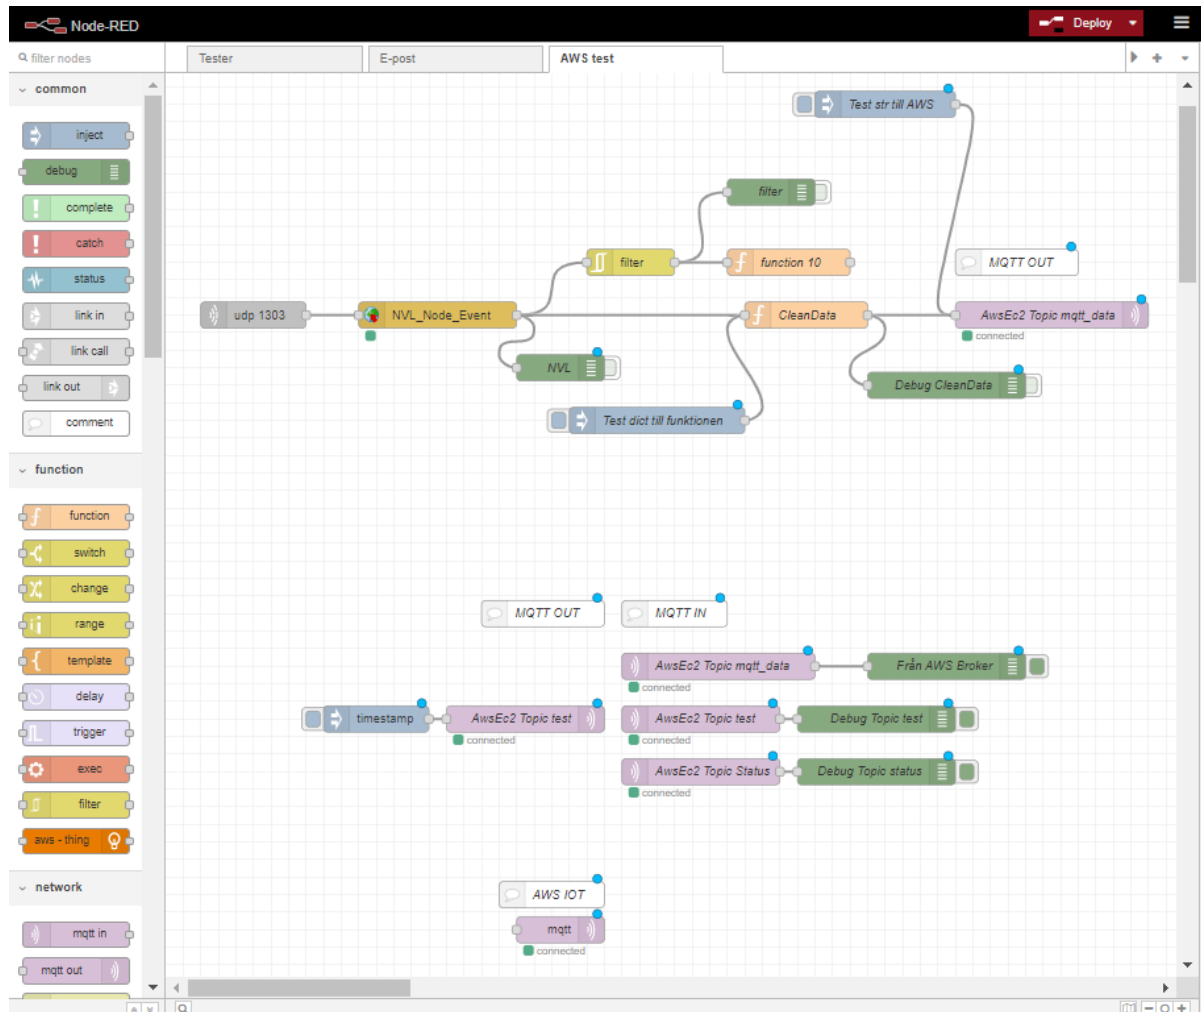 Node-RED
Deploy
filter nodes
Tester
E-post
AWS test
common
inject
debug
complete
catch
status
link in
link call
link out
comment
function
function
switch
change
range
template
delay
trigger
exec
filter
aws - thing
network
mqtt in
mqtt out
Test str till AWS
filter
filter
function 10
MQTT OUT
udp 1303
NVL_Node_Event
CleanData
AwsEc2 Topic mqtt_data
connected
NVL
Debug CleanData
Test dict till funktionen
MQTT OUT
MQTT IN
AwsEc2 Topic mqtt_data
Från AWS Broker
connected
timestamp
AwsEc2 Topic test
AwsEc2 Topic test
Debug Topic test
connected
connected
AwsEc2 Topic Status
Debug Topic status
connected
AWS IOT
mqtt
connected